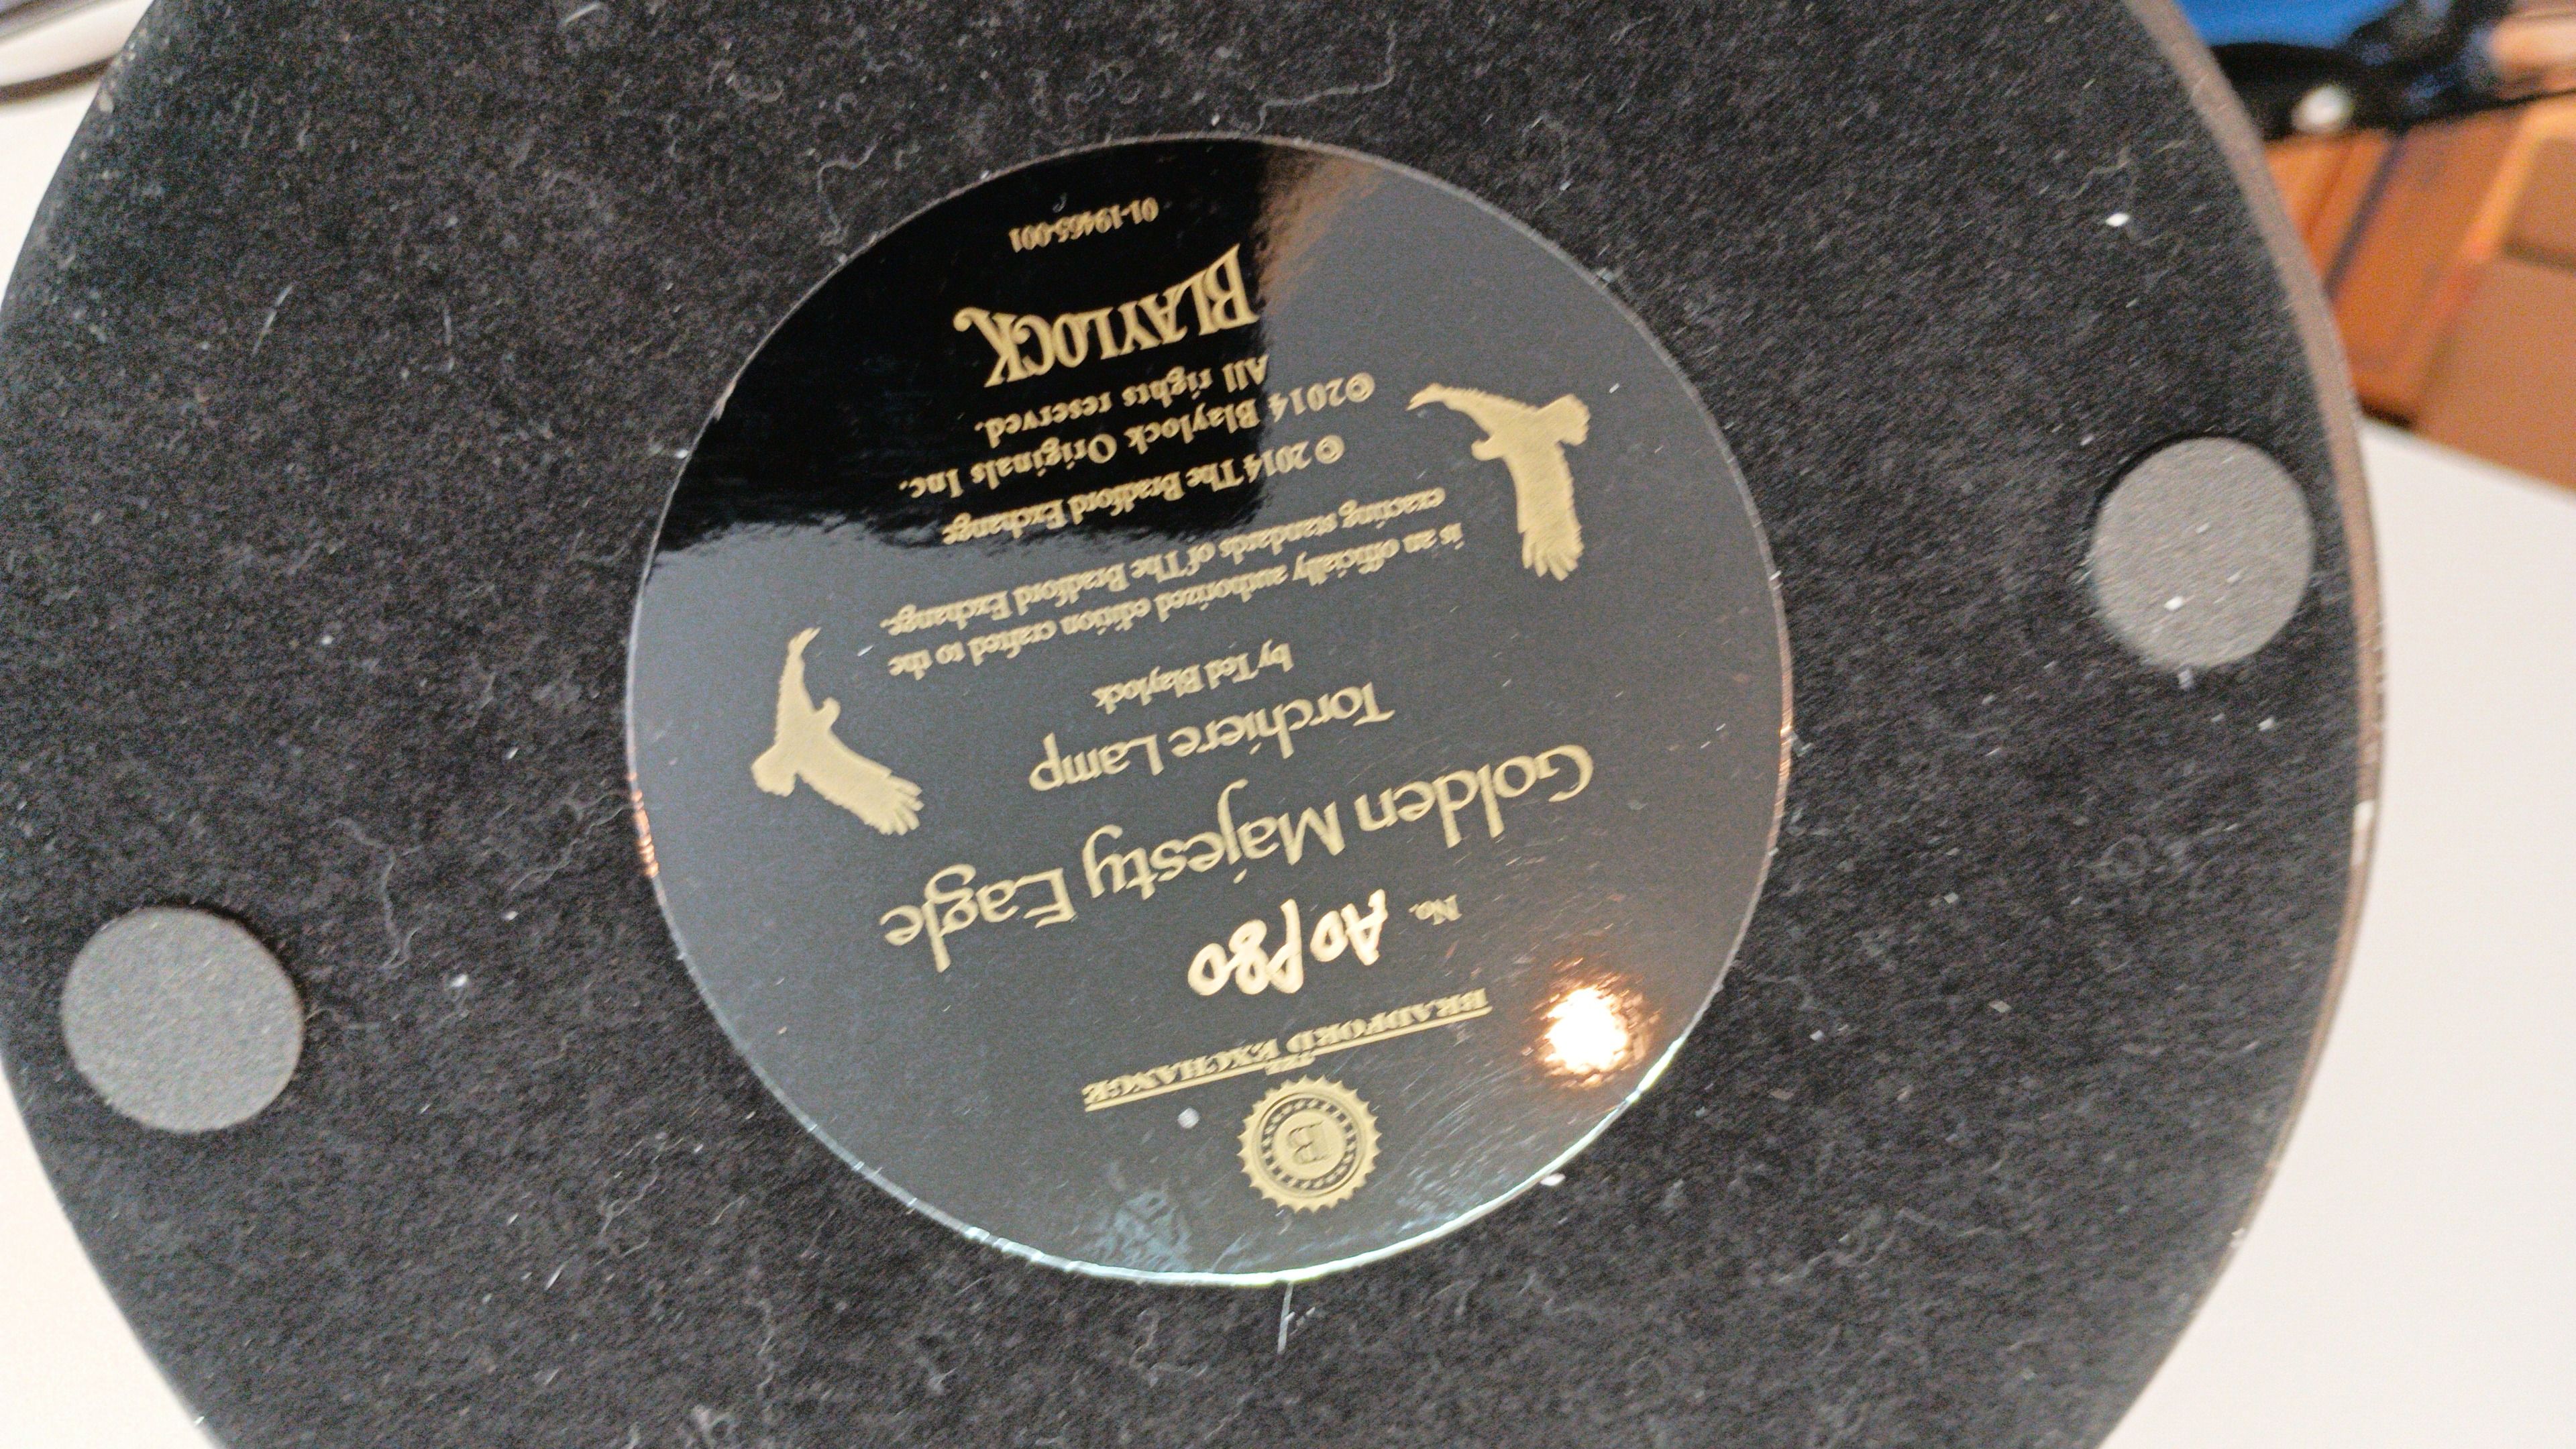 B
THE
BRADFORD EXCHANGE
No.
Golden Majesty Eagle
Torchiere Lamp
by Ted Blaylock
is an officially authorized edition crafted to the
exacting standards of The Bradford Exchange.
© 2014 The Bradford Exchange
©2014 Blaylock Originals Inc.
All rights reserved.
BLAYLOCK
01-19465-001